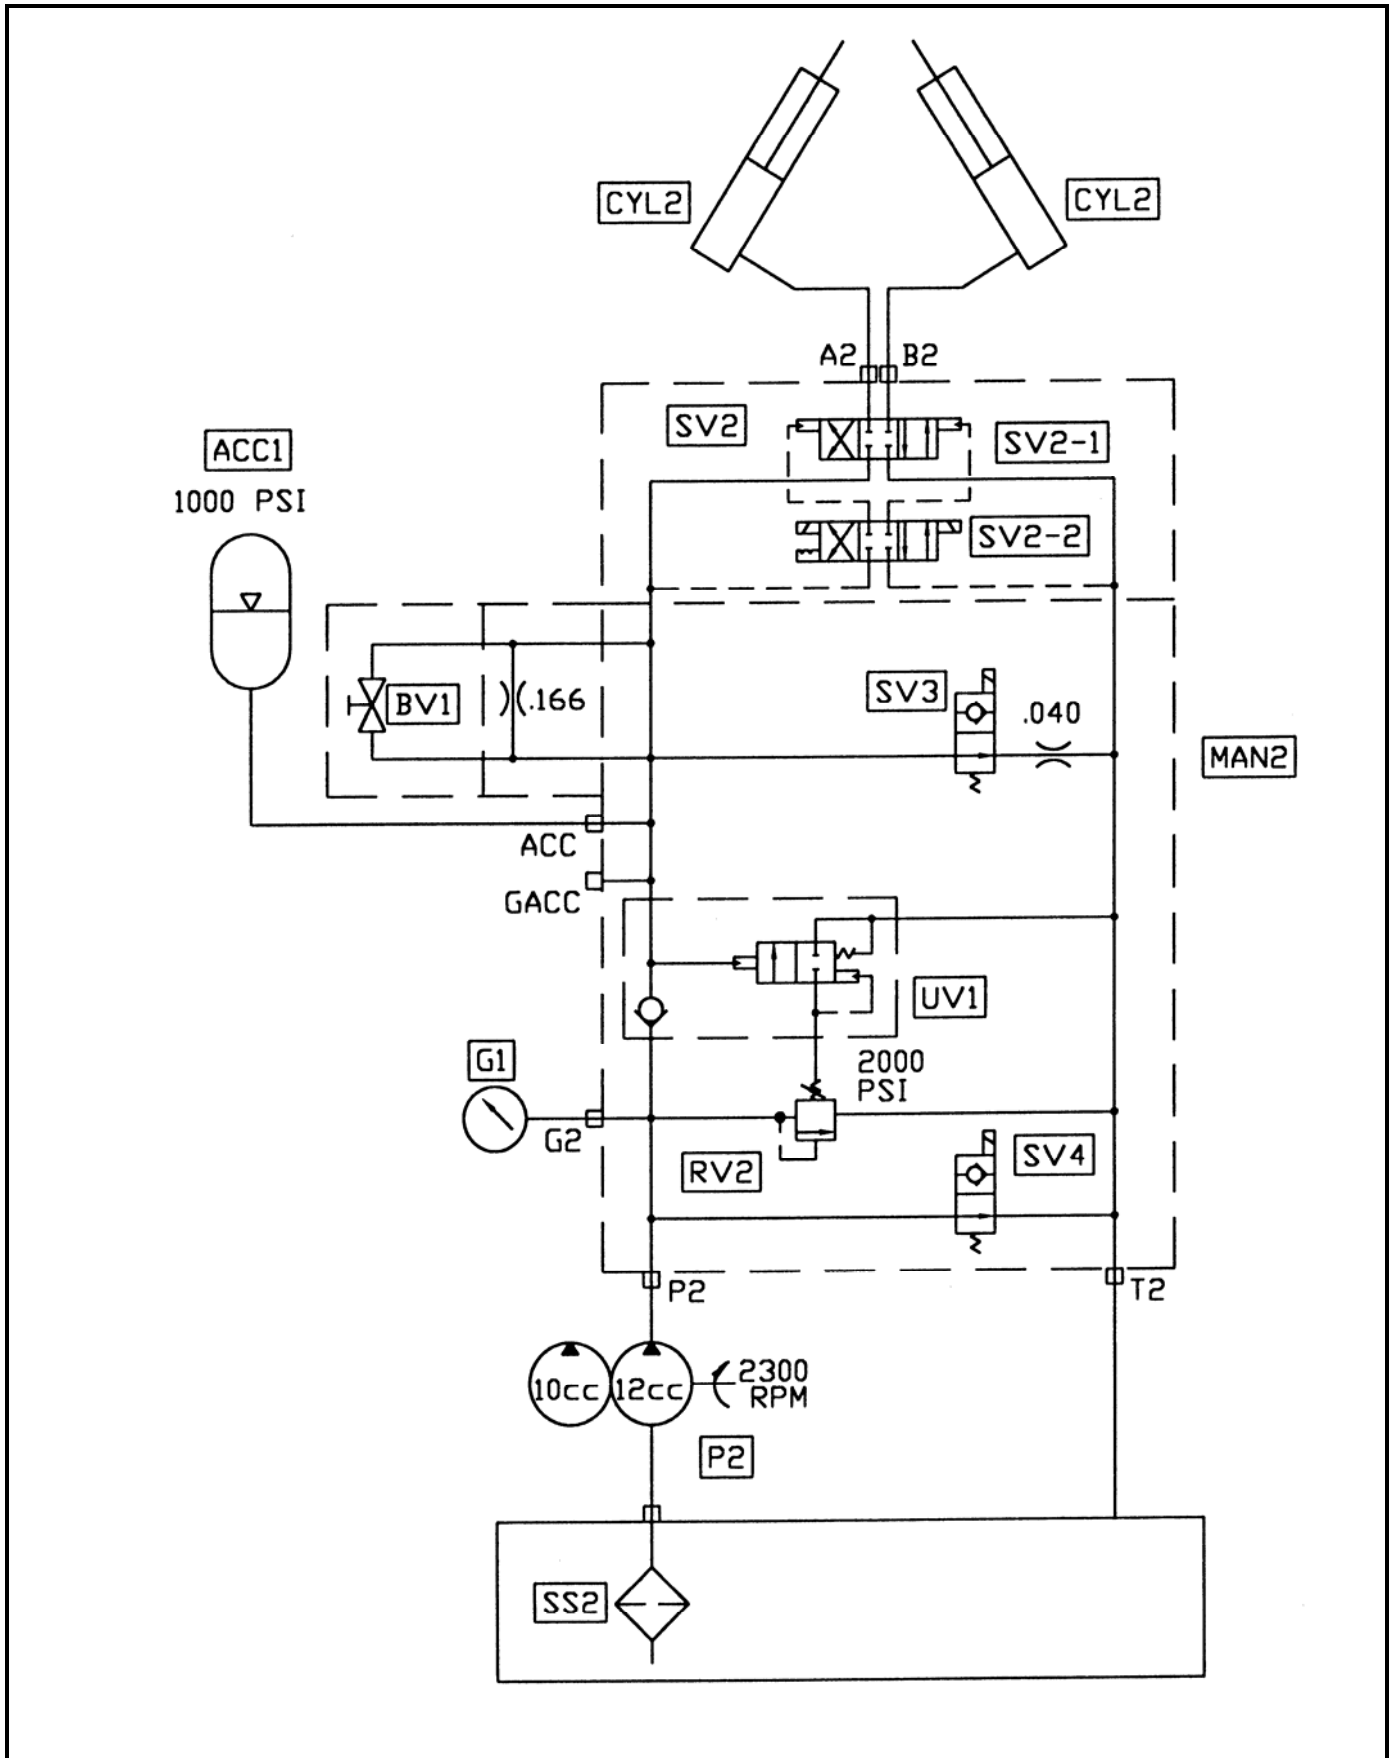 CYL2
CYL2
A2
B2
SV2
SV2-1
ACC1
1000 PSI
SV2-2
SV3
BV1
.166
.040
MAN2
ACC
GACC
UV1
G1
2000
PSI
G2
RV2
SV4
P2
T2
10cc
12cc
2300
RPM
P2
SS2